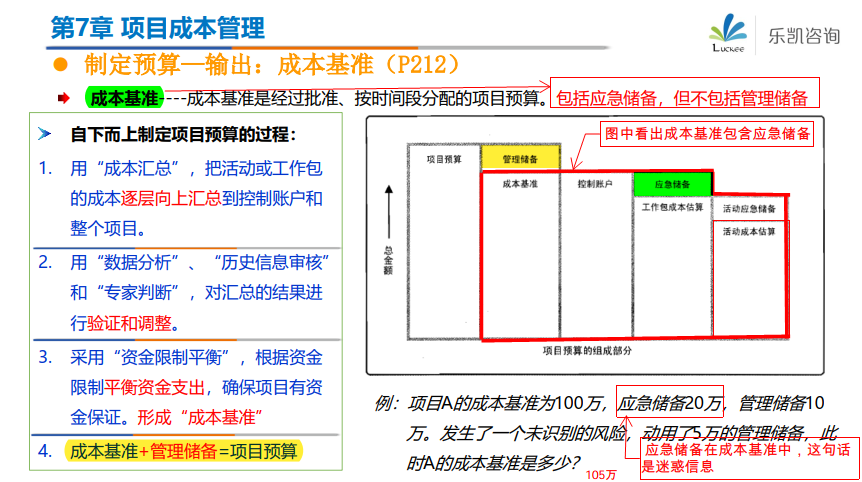 第7章 项目成本管理
Luckee 乐凯咨询
制定预算—输出：成本基准（P212）
成本基准----成本基准是经过批准、按时间段分配的项目预算。包括应急储备，但不包括管理储备
自下而上制定项目预算的过程：
1. 用“成本汇总”，把活动或工作包
的成本逐层向上汇总到控制账户和
整个项目。
2. 用“数据分析”、“历史信息审核”
和“专家判断”，对汇总的结果进
行验证和调整。
3. 采用“资金限制平衡”，根据资金
限制平衡资金支出，确保项目有资
金保证。形成“成本基准”
4. 成本基准+管理储备=项目预算
图中看出成本基准包含应急储备
项目预算 管理储备
成本基准 控制账户 应急储备
工作包成本估算 活动应急储备
活动成本估算
总金额
项目预算的组成部分
例：项目A的成本基准为100万，应急储备20万，管理储备10
万。发生了一个未识别的风险，动用了5万的管理储备，此
时A的成本基准是多少？
105万
应急储备在成本基准中，这句话
是迷惑信息